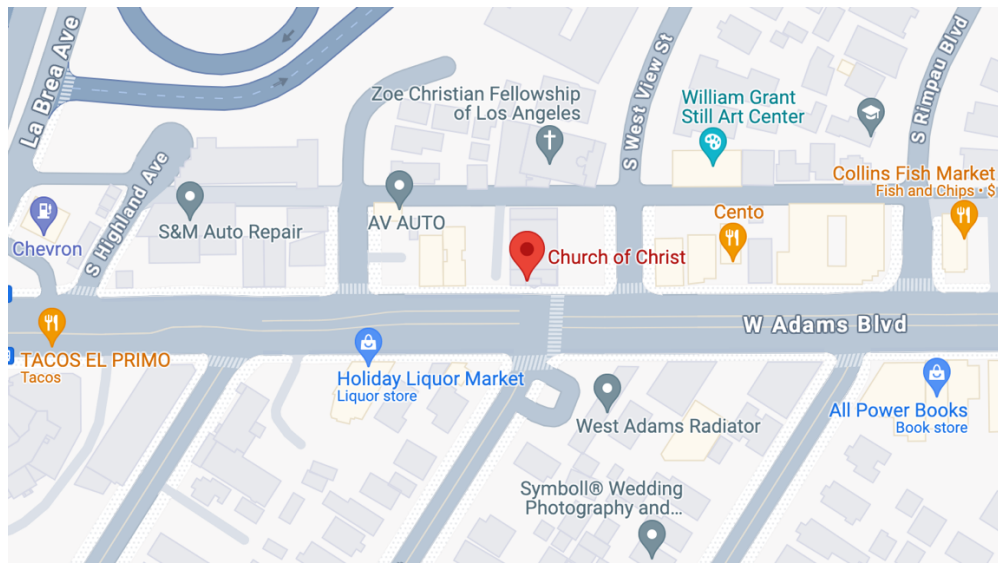 La Brea Ave
S Highland Ave
Zoe Christian Fellowship
of Los Angeles
S West View St
William Grant
Still Art Center
S Rimpau Blvd
Collins Fish Market
Fish and Chips • $
Chevron
S&M Auto Repair
AV AUTO
Cento
Church of Christ
W Adams Blvd
TACOS EL PRIMO
Tacos
Holiday Liquor Market
Liquor store
West Adams Radiator
All Power Books
Book store
Symboll® Wedding
Photography and...